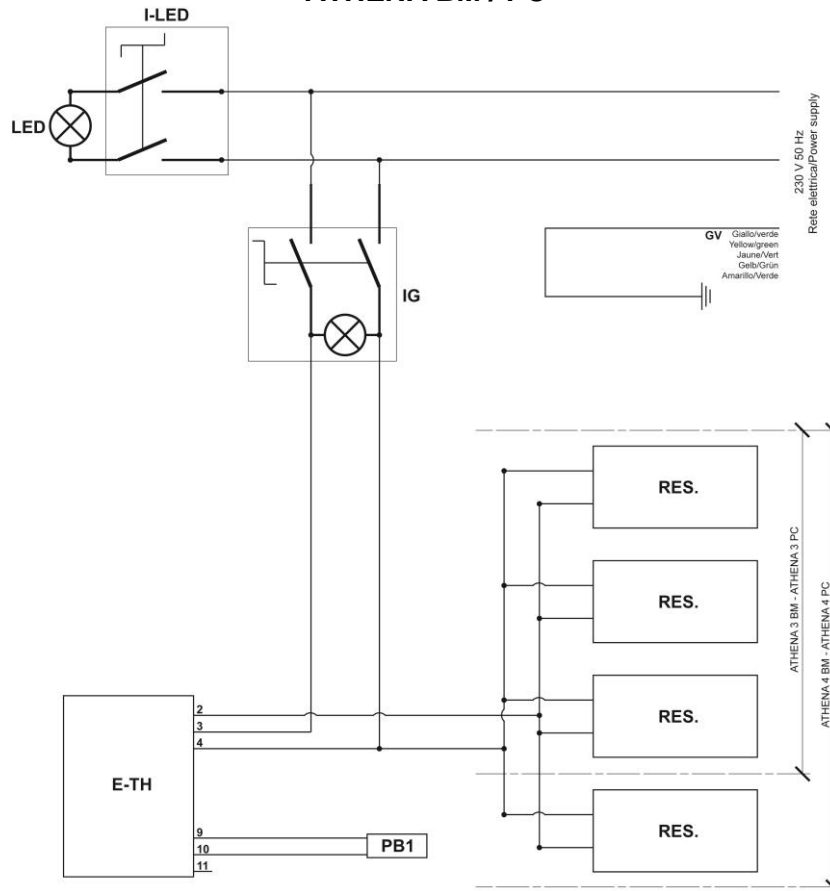 I-LED
LED
230 V 50 Hz
Rete elettrica/Power supply
GV
Giallo/verde
Yellow/green
Jaune/Vert
Gelb/Grün
Amarillo/Verde
IG
RES.
RES.
RES.
RES.
ATHENA 3 BM - ATHENA 3 PC
ATHENA 4 BM - ATHENA 4 PC
E-TH
2
3
4
9
10
11
PB1